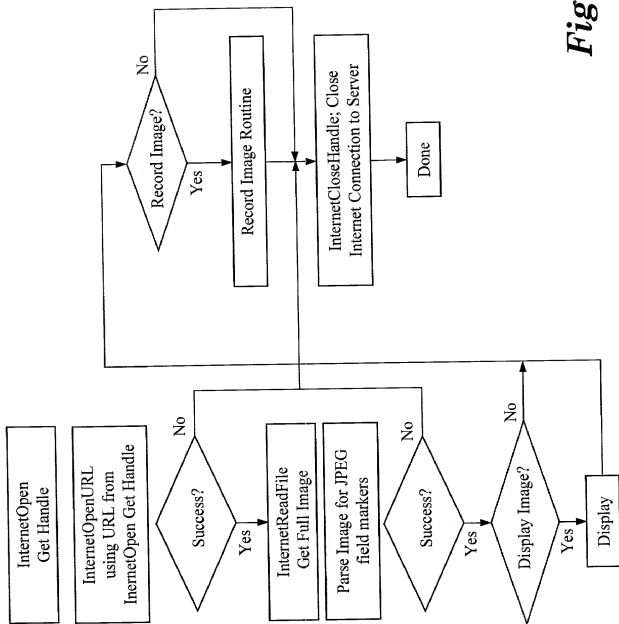 InternetOpen
Get Handle
InternetOpenURL
using URL from
InernetOpen Get Handle
Success?
No
Yes
InternetReadFile
Get Full Image
Parse Image for JPEG
field markers
Success?
No
Yes
Display Image?
No
Yes
Display
Record Image?
No
Yes
Record Image Routine
InternetCloseHandle; Close
Internet Connection to Server
Done
Fig